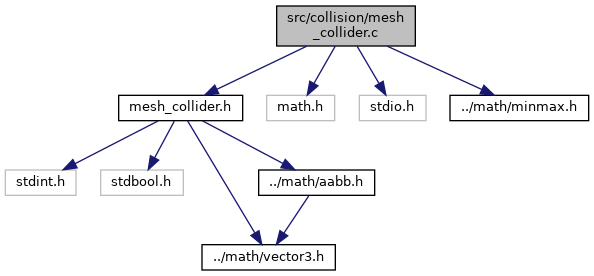 src/collision/mesh
_collider.c
mesh_collider.h
math.h
stdio.h
../math/minmax.h
stdint.h
stdbool.h
../math/aabb.h
../math/vector3.h